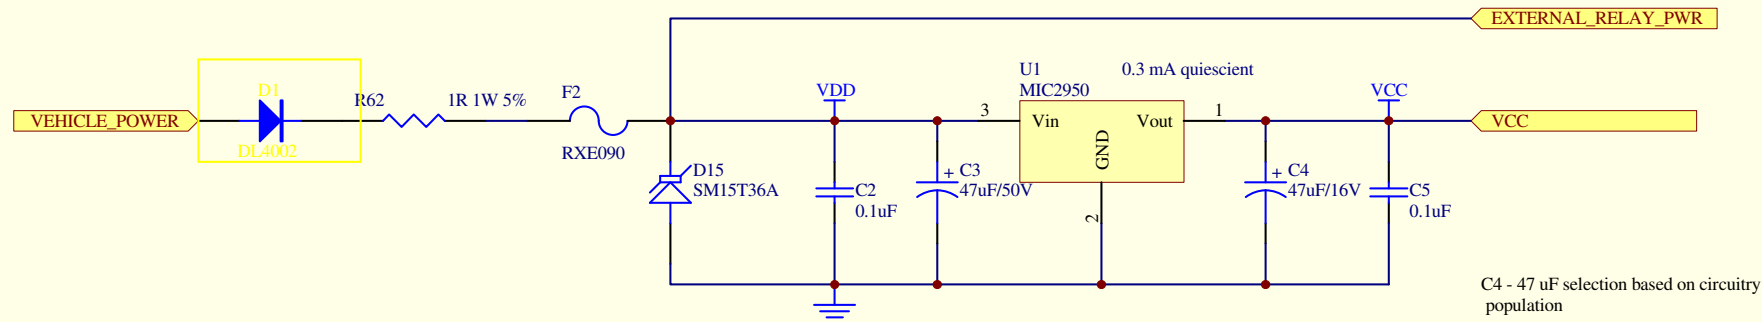 EXTERNAL_RELAY_PWR
U1
0.3 mA quiescient
MIC2950
D1
R62
1R 1W 5%
F2
VDD
VCC
VEHICLE_POWER
3
Vin
Vout
1
VCC
DL4002
RXE090
GND
D15
SM15T36A
C2
0.1uF
+ C3
47uF/50V
2
+ C4
47uF/16V
C5
0.1uF
C4 - 47 uF selection based on circuitry
population